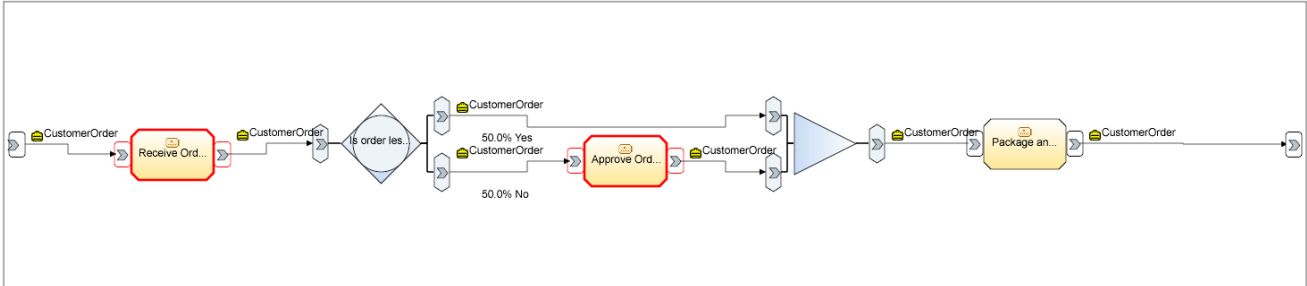 CustomerOrder
Receive Ord...
CustomerOrder
Is order les...
CustomerOrder
50.0% Yes
CustomerOrder
50.0% No
Approve Ord...
CustomerOrder
CustomerOrder
Package an...
CustomerOrder